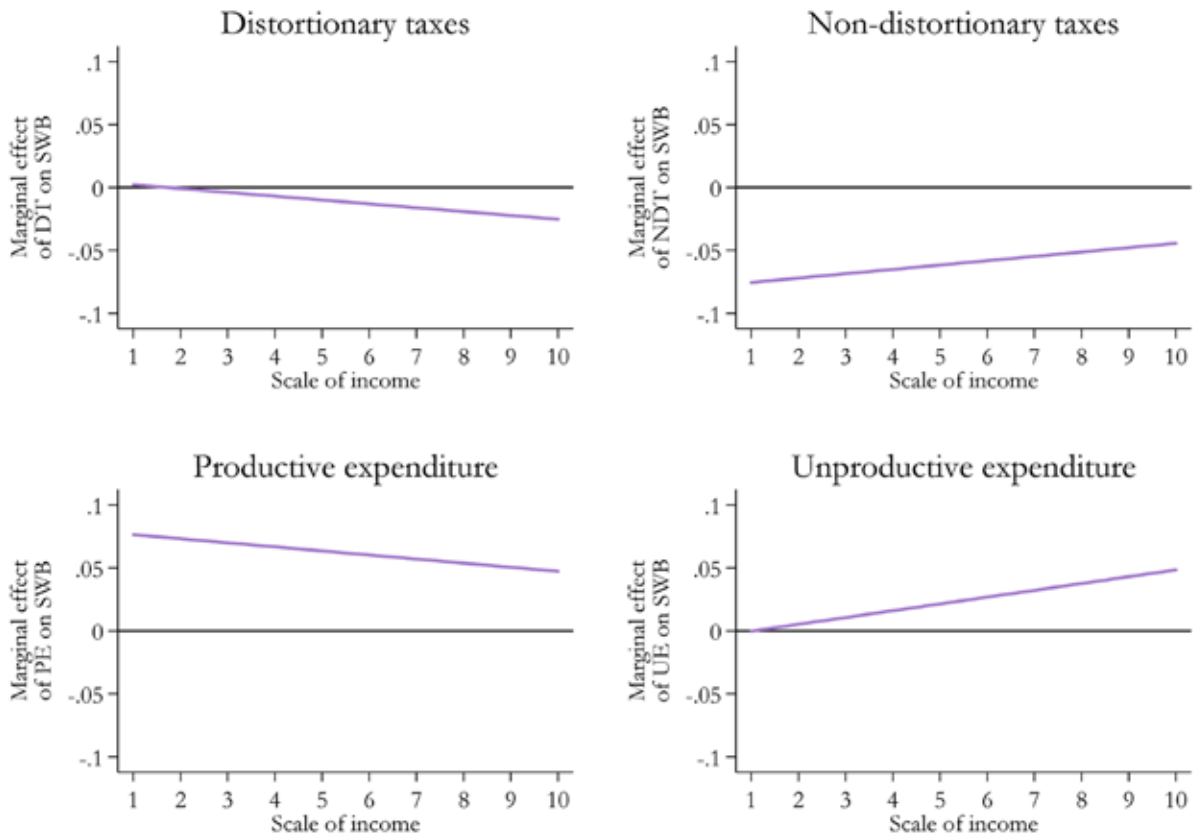 Distortionary taxes
Marginal effect
of DT on SWB
.1
.05
0
-.05
-.1
1 2 3 4 5 6 7 8 9 10
Scale of income
Non-distortionary taxes
Marginal effect
of NDT on SWB
.1
.05
0
-.05
-.1
1 2 3 4 5 6 7 8 9 10
Scale of income
Productive expenditure
Marginal effect
of PE on SWB
.1
.05
0
-.05
-.1
1 2 3 4 5 6 7 8 9 10
Scale of income
Unproductive expenditure
Marginal effect
of UE on SWB
.1
.05
0
-.05
-.1
1 2 3 4 5 6 7 8 9 10
Scale of income